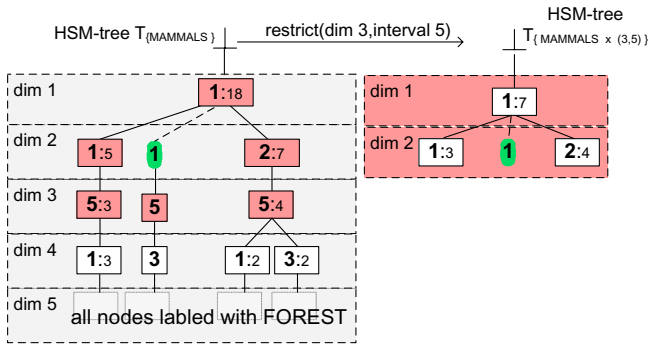 HSM-tree T{MAMMALS }
restrict(dim 3,interval 5)
HSM-tree
T{ MAMMALS x (3,5) }
dim 1
1:18
dim 2
1:5
1
2:7
dim 3
5:3
5
5:4
dim 4
1:3
3
1:2
3:2
dim 5
all nodes labled with FOREST
dim 1
1:7
dim 2
1:3
1
2:4